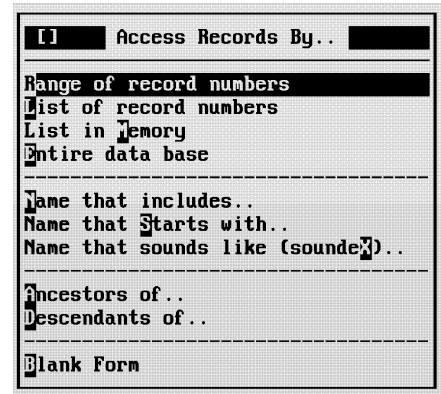 [] Access Records By..
Range of record numbers
List of record numbers
List in Memory
Entire data base
Name that includes..
Name that Starts with..
Name that sounds like (soundeX)..
Ancestors of..
Descendants of..
Blank Form